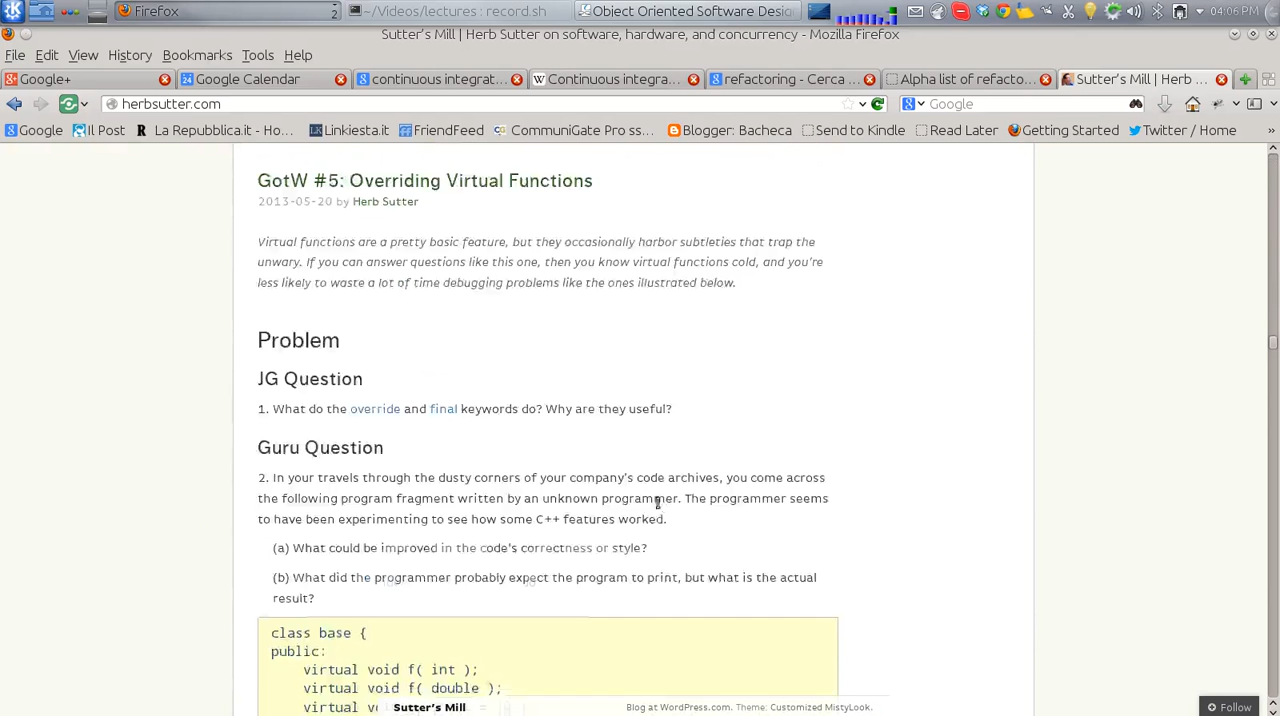 Firefox
2
~/Videos/lectures : record.sh
Object Oriented Software Desig
04:06 PM
Sutter's Mill | Herb Sutter on software, hardware, and concurrency - Mozilla Firefox
File Edit View History Bookmarks Tools Help
Google+
Google Calendar
continuous integrat...
Continuous integra...
refactoring - Cerca ...
Alpha list of refacto...
Sutter's Mill | Herb ...
herbsutter.com
Google
Google
Il Post
La Repubblica.it - Ho...
Linkiesta.it
FriendFeed
CommuniGate Pro ss...
Blogger: Bacheca
Send to Kindle
Read Later
Getting Started
Twitter / Home
»
GotW #5: Overriding Virtual Functions
2013-05-20 by Herb Sutter
Virtual functions are a pretty basic feature, but they occasionally harbor subtleties that trap the
unwary. If you can answer questions like this one, then you know virtual functions cold, and you're
less likely to waste a lot of time debugging problems like the ones illustrated below.
Problem
JG Question
1. What do the override and final keywords do? Why are they useful?
Guru Question
2. In your travels through the dusty corners of your company's code archives, you come across
the following program fragment written by an unknown programmer. The programmer seems
to have been experimenting to see how some C++ features worked.
(a) What could be improved in the code's correctness or style?
(b) What did the programmer probably expect the program to print, but what is the actual
result?
class base {
public:
virtual void f( int );
virtual void f( double );
virtual
Sutter's Mill
Blog at WordPress.com. Theme: Customized MistyLook.
Follow